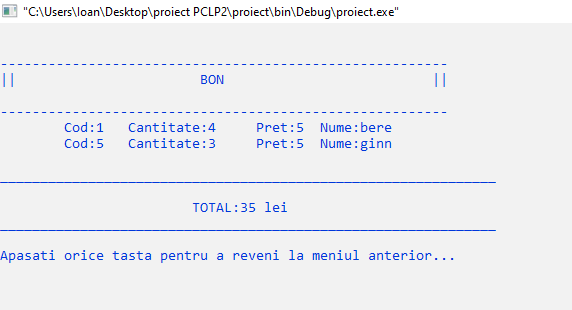 "C:\Users\Ioan\Desktop\proiect PCLP2\proiect\bin\Debug\proiect.exe"
--------------------------------------------------------
|| BON ||
--------------------------------------------------------
Cod:1 Cantitate:4 Pret:5 Nume:bere
Cod:5 Cantitate:3 Pret:5 Nume:ginn
______________________________________________________________
TOTAL:35 lei
______________________________________________________________
Apasati orice tasta pentru a reveni la meniul anterior...